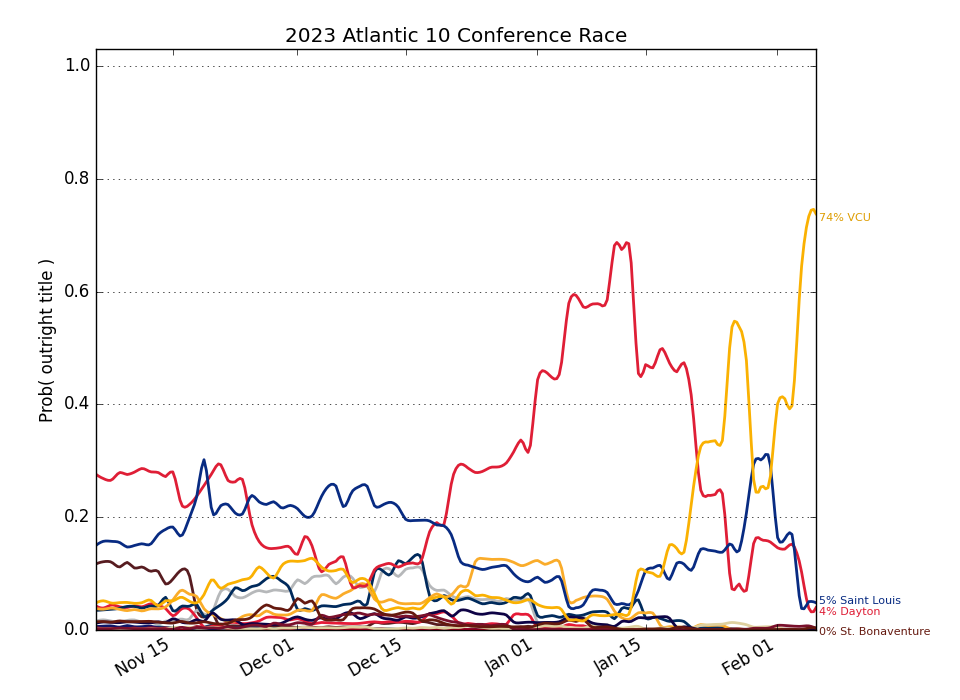 2023 Atlantic 10 Conference Race
1.0
0.8
0.6
0.4
0.2
0.0
Prob( outright title )
74% VCU
5% Saint Louis
4% Dayton
0% St. Bonaventure
Nov 15
Dec 01
Dec 15
Jan 01
Jan 15
Feb 01